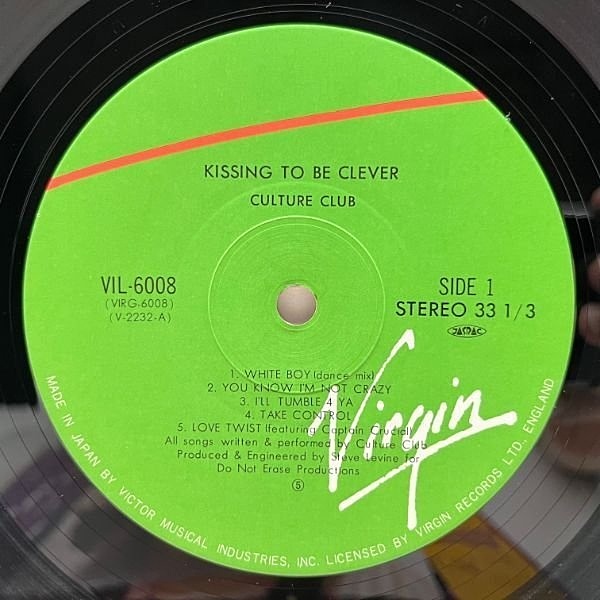 KISSING TO BE CLEVER
CULTURE CLUB
VIL-6008
(VIRG-6008)
(V-2232-A)
SIDE 1
STEREO 33 1/3
JASRAC
1. WHITE BOY (dance mix)
2. YOU KNOW I'M NOT CRAZY
3. I'LL TUMBLE 4 YA
4. TAKE CONTROL
5. LOVE TWIST (featuring Captain Crucial)
All songs written & performed by Culture Club
Produced & Engineered by Steve Levine for
Do Not Erase Productions
⑤
Virgin
MADE IN JAPAN BY VICTOR MUSICAL INDUSTRIES, INC. LICENSED BY VIRGIN RECORDS LTD., ENGLAND